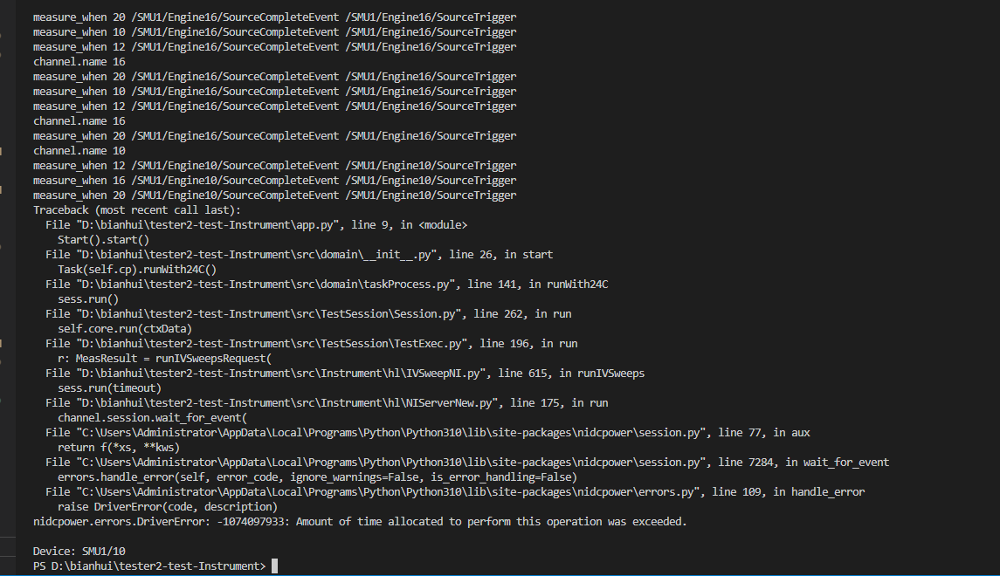 measure_when 20 /SMU1/Engine16/SourceCompleteEvent /SMU1/Engine16/SourceTrigger
measure_when 10 /SMU1/Engine16/SourceCompleteEvent /SMU1/Engine16/SourceTrigger
measure_when 12 /SMU1/Engine16/SourceCompleteEvent /SMU1/Engine16/SourceTrigger
channel.name 16
measure_when 20 /SMU1/Engine16/SourceCompleteEvent /SMU1/Engine16/SourceTrigger
measure_when 10 /SMU1/Engine16/SourceCompleteEvent /SMU1/Engine16/SourceTrigger
measure_when 12 /SMU1/Engine16/SourceCompleteEvent /SMU1/Engine16/SourceTrigger
channel.name 16
measure_when 20 /SMU1/Engine16/SourceCompleteEvent /SMU1/Engine16/SourceTrigger
channel.name 10
measure_when 12 /SMU1/Engine10/SourceCompleteEvent /SMU1/Engine10/SourceTrigger
measure_when 16 /SMU1/Engine10/SourceCompleteEvent /SMU1/Engine10/SourceTrigger
measure_when 20 /SMU1/Engine10/SourceCompleteEvent /SMU1/Engine10/SourceTrigger
Traceback (most recent call last):
  File "D:\bianhui\tester2-test-Instrument\app.py", line 9, in <module>
    Start().start()
  File "D:\bianhui\tester2-test-Instrument\src\domain\__init__.py", line 26, in start
    Task(self.cp).runWith24C()
  File "D:\bianhui\tester2-test-Instrument\src\domain\taskProcess.py", line 141, in runWith24C
    sess.run()
  File "D:\bianhui\tester2-test-Instrument\src\TestSession\Session.py", line 262, in run
    self.core.run(ctxData)
  File "D:\bianhui\tester2-test-Instrument\src\TestSession\TestExec.py", line 196, in run
    r: MeasResult = runIVSweepsRequest(
  File "D:\bianhui\tester2-test-Instrument\src\Instrument\hl\IVSweepNI.py", line 615, in runIVSweeps
    sess.run(timeout)
  File "D:\bianhui\tester2-test-Instrument\src\Instrument\hl\NIServerNew.py", line 175, in run
    channel.session.wait_for_event(
  File "C:\Users\Administrator\AppData\Local\Programs\Python\Python310\lib\site-packages\nidcpower\session.py", line 77, in aux
    return f(*xs, **kws)
  File "C:\Users\Administrator\AppData\Local\Programs\Python\Python310\lib\site-packages\nidcpower\session.py", line 7284, in wait_for_event
    errors.handle_error(self, error_code, ignore_warnings=False, is_error_handling=False)
  File "C:\Users\Administrator\AppData\Local\Programs\Python\Python310\lib\site-packages\nidcpower\errors.py", line 109, in handle_error
    raise DriverError(code, description)
nidcpower.errors.DriverError: -1074097933: Amount of time allocated to perform this operation was exceeded.

Device: SMU1/10
PS D:\bianhui\tester2-test-Instrument>